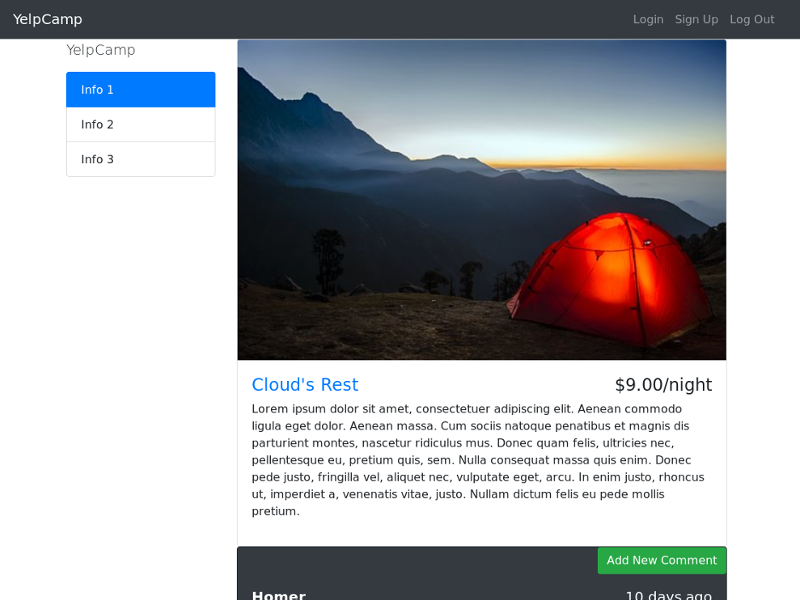 YelpCamp
Login Sign Up Log Out
YelpCamp
Info 1
Info 2
Info 3
Cloud's Rest
$9.00/night
Lorem ipsum dolor sit amet, consectetuer adipiscing elit. Aenean commodo
ligula eget dolor. Aenean massa. Cum sociis natoque penatibus et magnis dis
parturient montes, nascetur ridiculus mus. Donec quam felis, ultricies nec,
pellentesque eu, pretium quis, sem. Nulla consequat massa quis enim. Donec
pede justo, fringilla vel, aliquet nec, vulputate eget, arcu. In enim justo, rhoncus
ut, imperdiet a, venenatis vitae, justo. Nullam dictum felis eu pede mollis
pretium.
Add New Comment
Homer
10 days ago